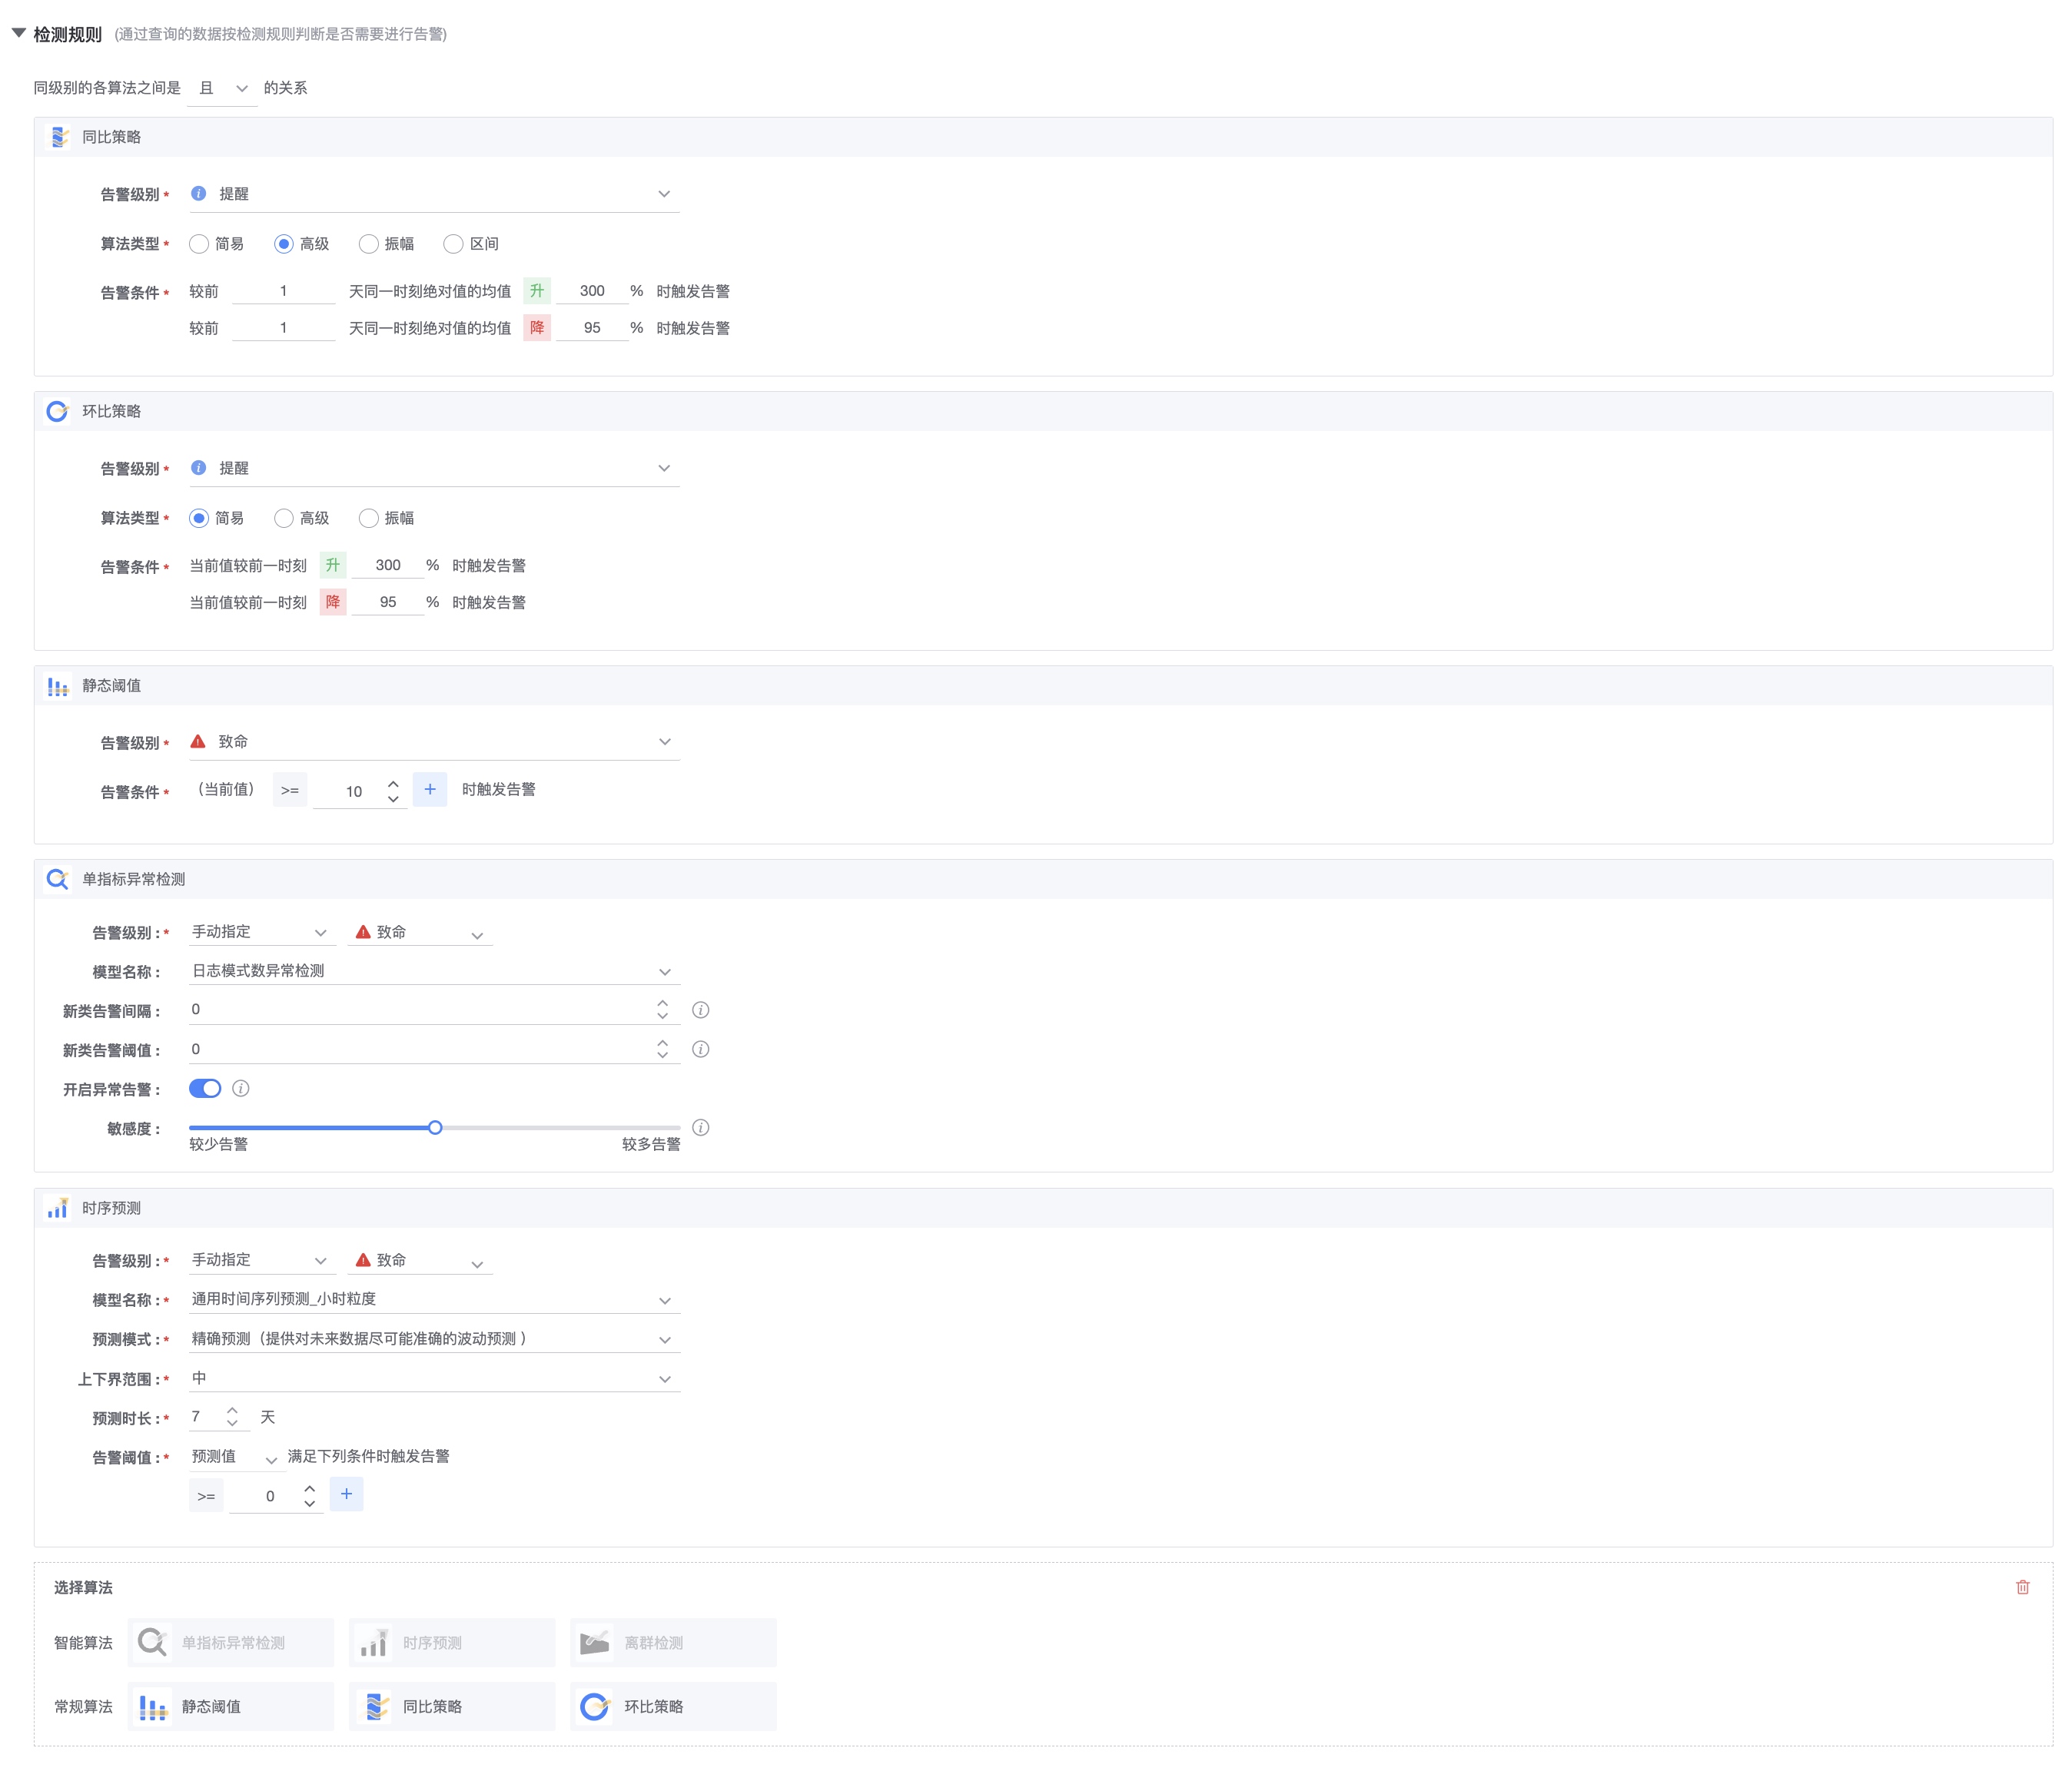 检测规则 (通过查询的数据按检测规则判断是否需要进行告警)
同级别的各算法之间是 且 的关系
同比策略
告警级别* 提醒
算法类型* 简易 高级 振幅 区间
告警条件* 较前 1 天同一时刻绝对值的均值 升 300 % 时触发告警
较前 1 天同一时刻绝对值的均值 降 95 % 时触发告警
环比策略
告警级别* 提醒
算法类型* 简易 高级 振幅
告警条件* 当前值较前一时刻 升 300 % 时触发告警
当前值较前一时刻 降 95 % 时触发告警
静态阈值
告警级别* 致命
告警条件* （当前值） >= 10 + 时触发告警
单指标异常检测
告警级别：* 手动指定 致命
模型名称： 日志模式数异常检测
新类告警间隔： 0
新类告警阈值： 0
开启异常告警：
敏感度：
较少告警 较多告警
时序预测
告警级别：* 手动指定 致命
模型名称：* 通用时间序列预测_小时粒度
预测模式：* 精确预测（提供对未来数据尽可能准确的波动预测 ）
上下界范围：* 中
预测时长：* 7 天
告警阈值：* 预测值 满足下列条件时触发告警
>= 0 +
选择算法
智能算法 单指标异常检测 时序预测 离群检测
常规算法 静态阈值 同比策略 环比策略